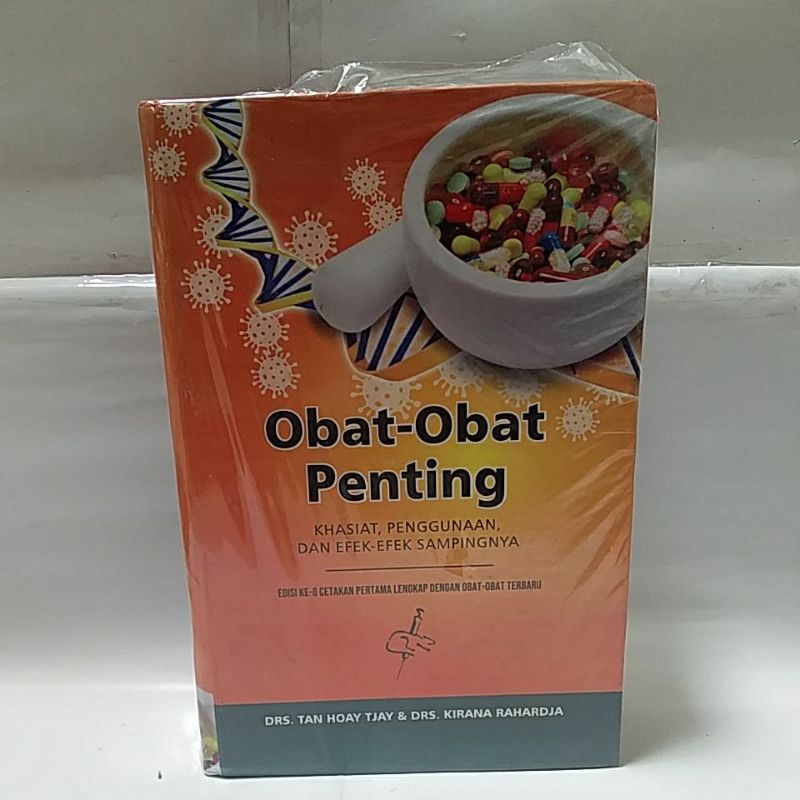 Obat-Obat
Penting
KHASIAT, PENGGUNAAN,
DAN EFEK-EFEK SAMPINGNYA
EDISI KE-8 CETAKAN PERTAMA LENGKAP DENGAN OBAT-OBAT TERBARU
DRS. TAN HOAY TJAY & DRS. KIRANA RAHARDJA